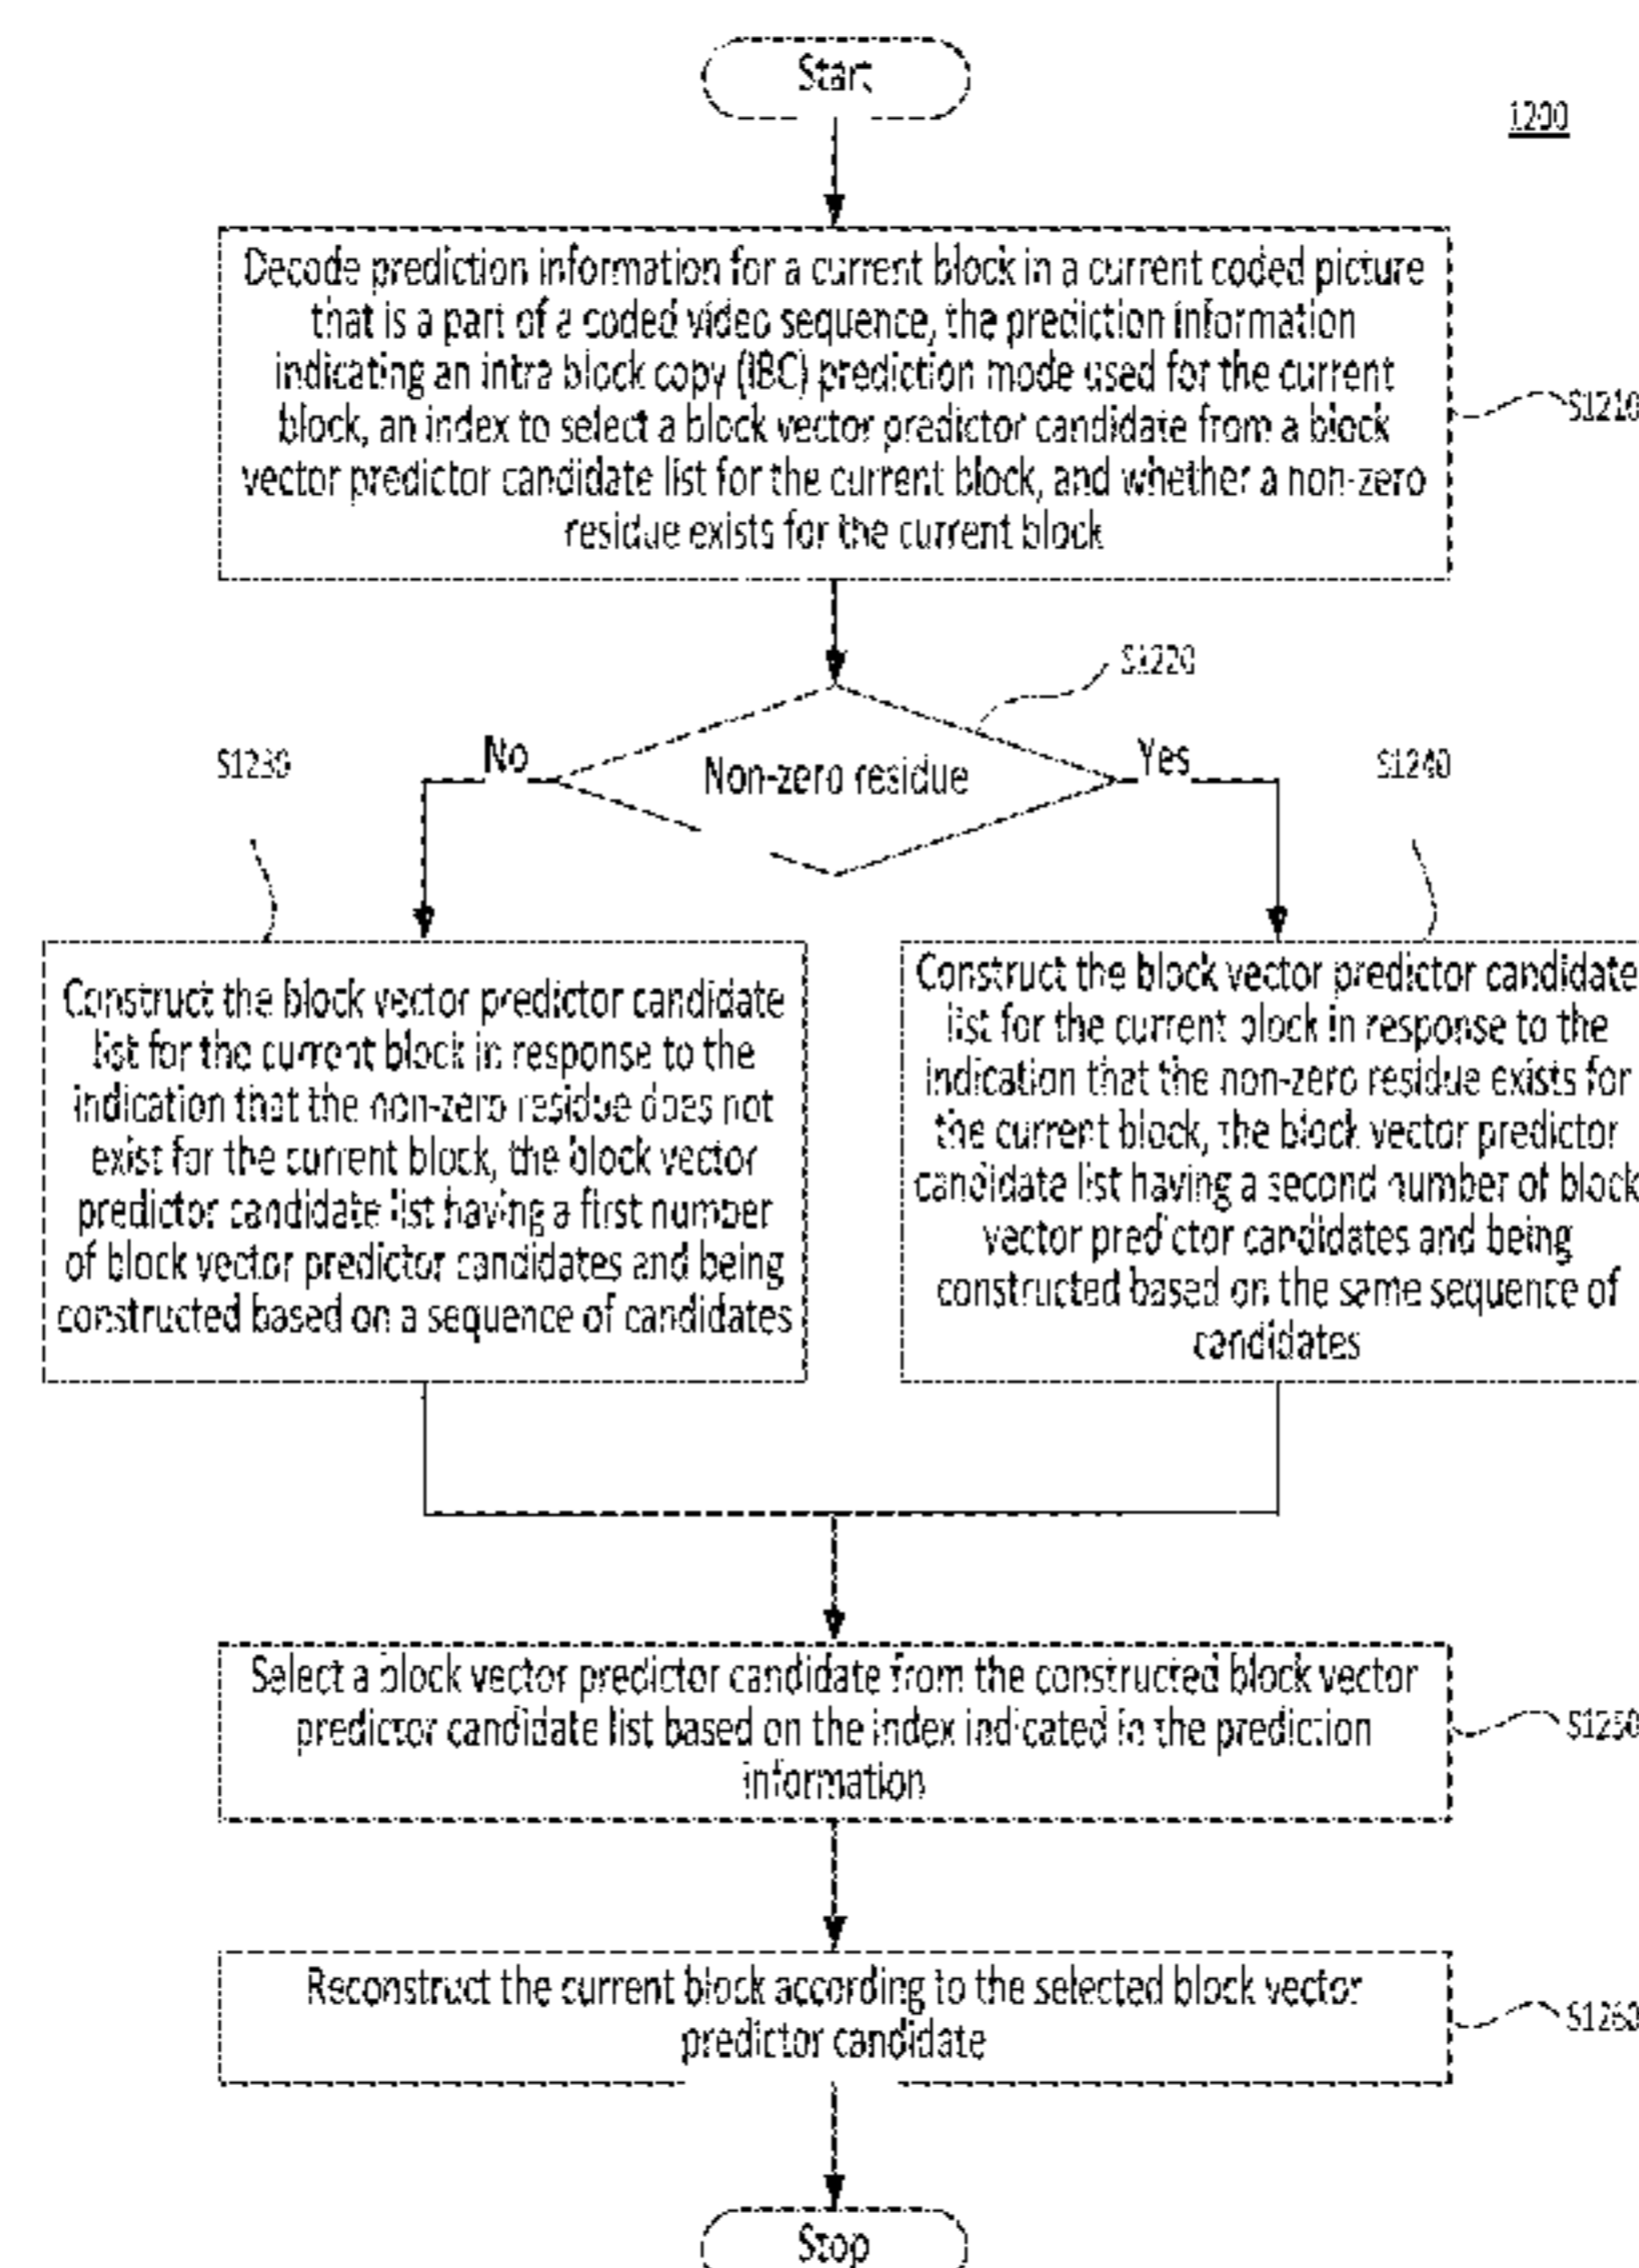 Start
1200
Decode prediction information for a current block in a current coded picture
that is a part of a coded video sequence, the prediction information
indicating an intra block copy (IBC) prediction mode used for the current
block, an index to select a block vector predictor candidate from a block
vector predictor candidate list for the current block, and whether a non-zero
residue exists for the current block
S1210
S1220
Non-zero residue
No
Yes
S1230
S1240
Construct the block vector predictor candidate
list for the current block in response to the
indication that the non-zero residue does not
exist for the current block, the block vector
predictor candidate list having a first number
of block vector predictor candidates and being
constructed based on a sequence of candidates
Construct the block vector predictor candidate
list for the current block in response to the
indication that the non-zero residue exists for
the current block, the block vector predictor
candidate list having a second number of block
vector predictor candidates and being
constructed based on the same sequence of
candidates
Select a block vector predictor candidate from the constructed block vector
predictor candidate list based on the index indicated in the prediction
information
S1250
Reconstruct the current block according to the selected block vector
predictor candidate
S1260
Stop